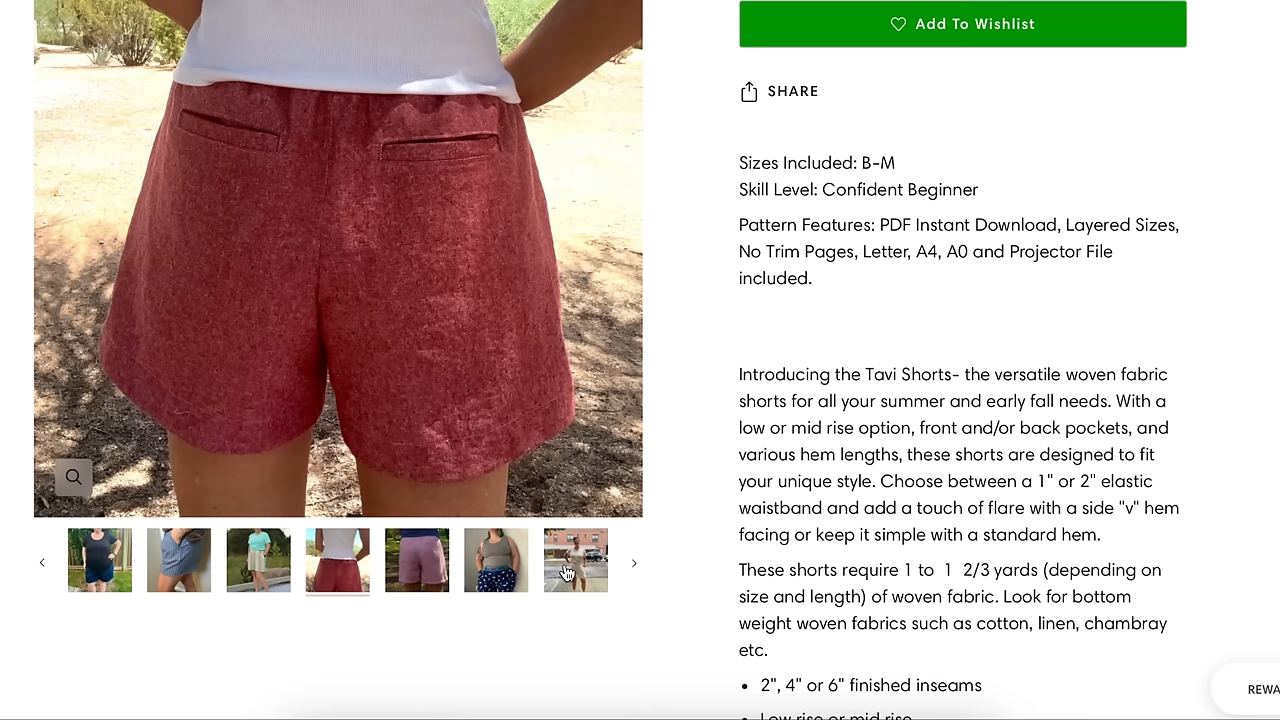 Add To Wishlist
SHARE
Sizes Included: B-M
Skill Level: Confident Beginner
Pattern Features: PDF Instant Download, Layered Sizes,
No Trim Pages, Letter, A4, A0 and Projector File
included.
Introducing the Tavi Shorts- the versatile woven fabric
shorts for all your summer and early fall needs. With a
low or mid rise option, front and/or back pockets, and
various hem lengths, these shorts are designed to fit
your unique style. Choose between a 1" or 2" elastic
waistband and add a touch of flare with a side "v" hem
facing or keep it simple with a standard hem.
These shorts require 1 to 1 2/3 yards (depending on
size and length) of woven fabric. Look for bottom
weight woven fabrics such as cotton, linen, chambray
etc.
• 2", 4" or 6" finished inseams
REWA
• Low rise or mid rise